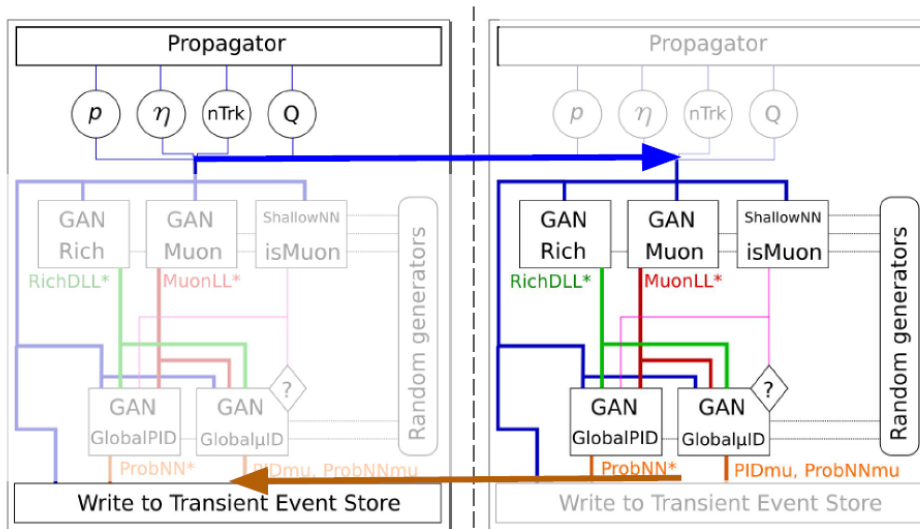 Propagator
p η nTrk Q
GAN Rich
GAN Muon
ShallowNN isMuon
RichDLL*
MuonLL*
Random generators
?
GAN GlobalPID
GAN GlobalμID
ProbNN*
PIDmu, ProbNNmu
Write to Transient Event Store
Propagator
p η nTrk Q
GAN Rich
GAN Muon
ShallowNN isMuon
RichDLL*
MuonLL*
Random generators
?
GAN GlobalPID
GAN GlobalμID
ProbNN*
PIDmu, ProbNNmu
Write to Transient Event Store